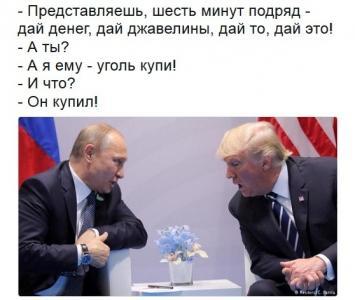 - Представляешь, шесть минут подряд -
дай денег, дай джавелины, дай то, дай это!
- А ты?
- А я ему - уголь купи!
- И что?
- Он купил!